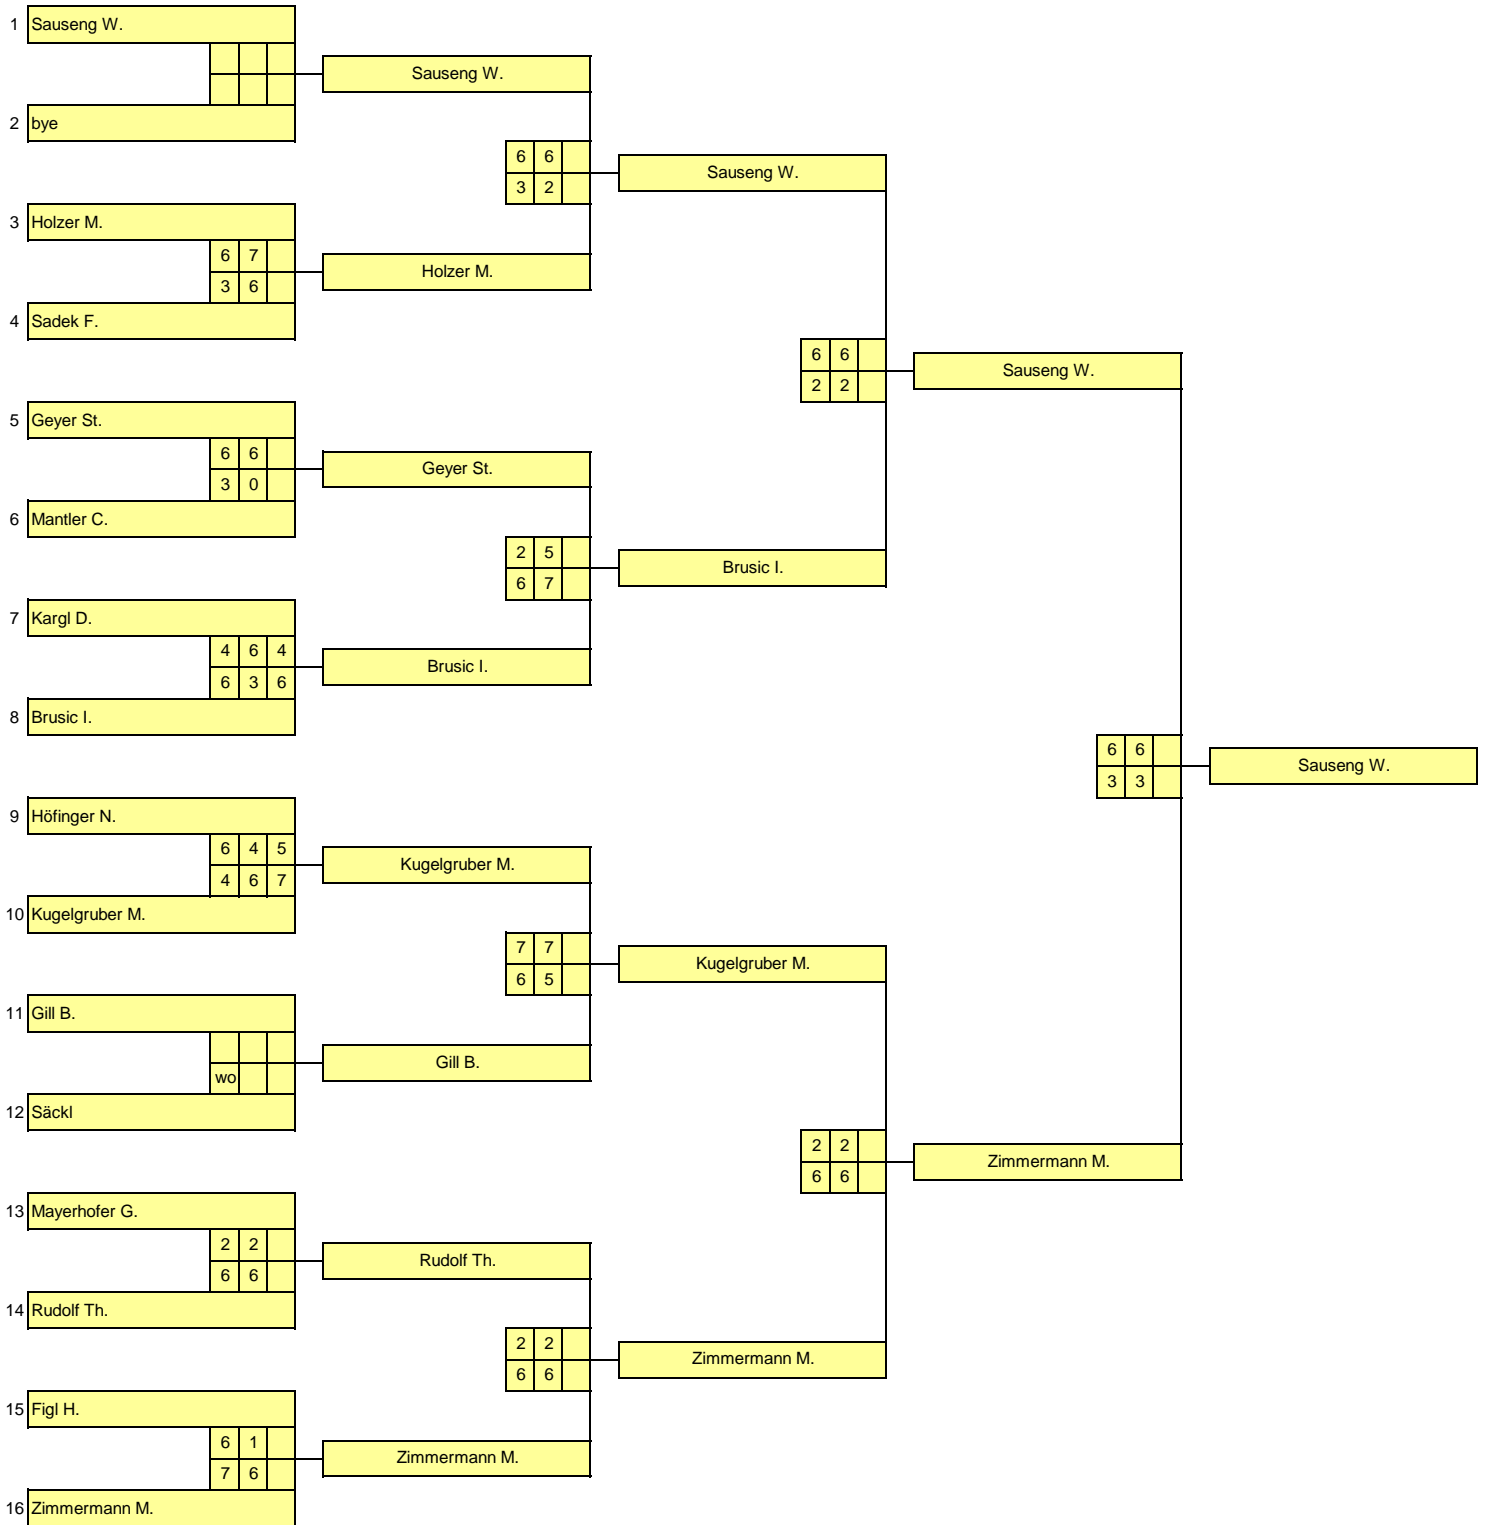 1 Sauseng W.
Sauseng W.
2 bye
6 6
3 2
Sauseng W.
3 Holzer M.
6 7
3 6
Holzer M.
4 Sadek F.
6 6
2 2
Sauseng W.
5 Geyer St.
6 6
3 0
Geyer St.
6 Mantler C.
2 5
6 7
Brusic I.
7 Kargl D.
4 6 4
6 3 6
Brusic I.
8 Brusic I.
6 6
3 3
Sauseng W.
9 Höfinger N.
6 4 5
4 6 7
Kugelgruber M.
10 Kugelgruber M.
7 7
6 5
Kugelgruber M.
11 Gill B.
wo
Gill B.
12 Säckl
2 2
6 6
Zimmermann M.
13 Mayerhofer G.
2 2
6 6
Rudolf Th.
14 Rudolf Th.
2 2
6 6
Zimmermann M.
15 Figl H.
6 1
7 6
Zimmermann M.
16 Zimmermann M.